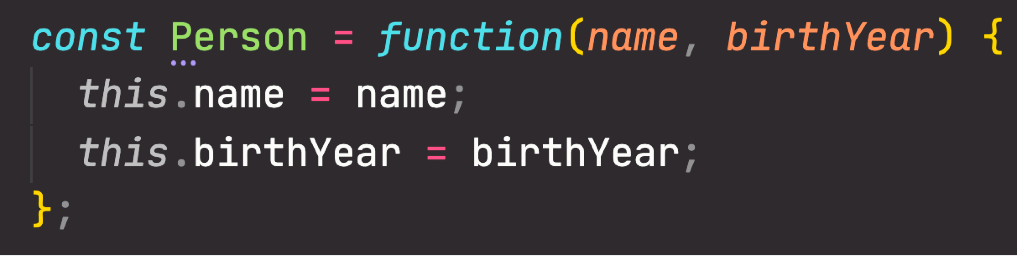 const Person = function(name, birthYear) {
this.name = name;
this.birthYear = birthYear;
};